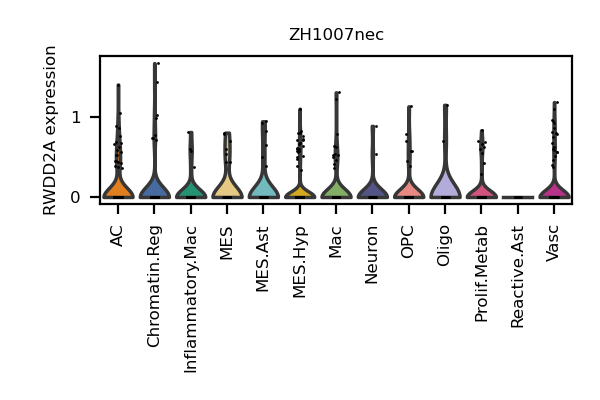 ZH1007nec
RWDD2A expression
1
0
AC
Chromatin.Reg
Inflammatory.Mac
MES
MES.Ast
MES.Hyp
Mac
Neuron
OPC
Oligo
Prolif.Metab
Reactive.Ast
Vasc